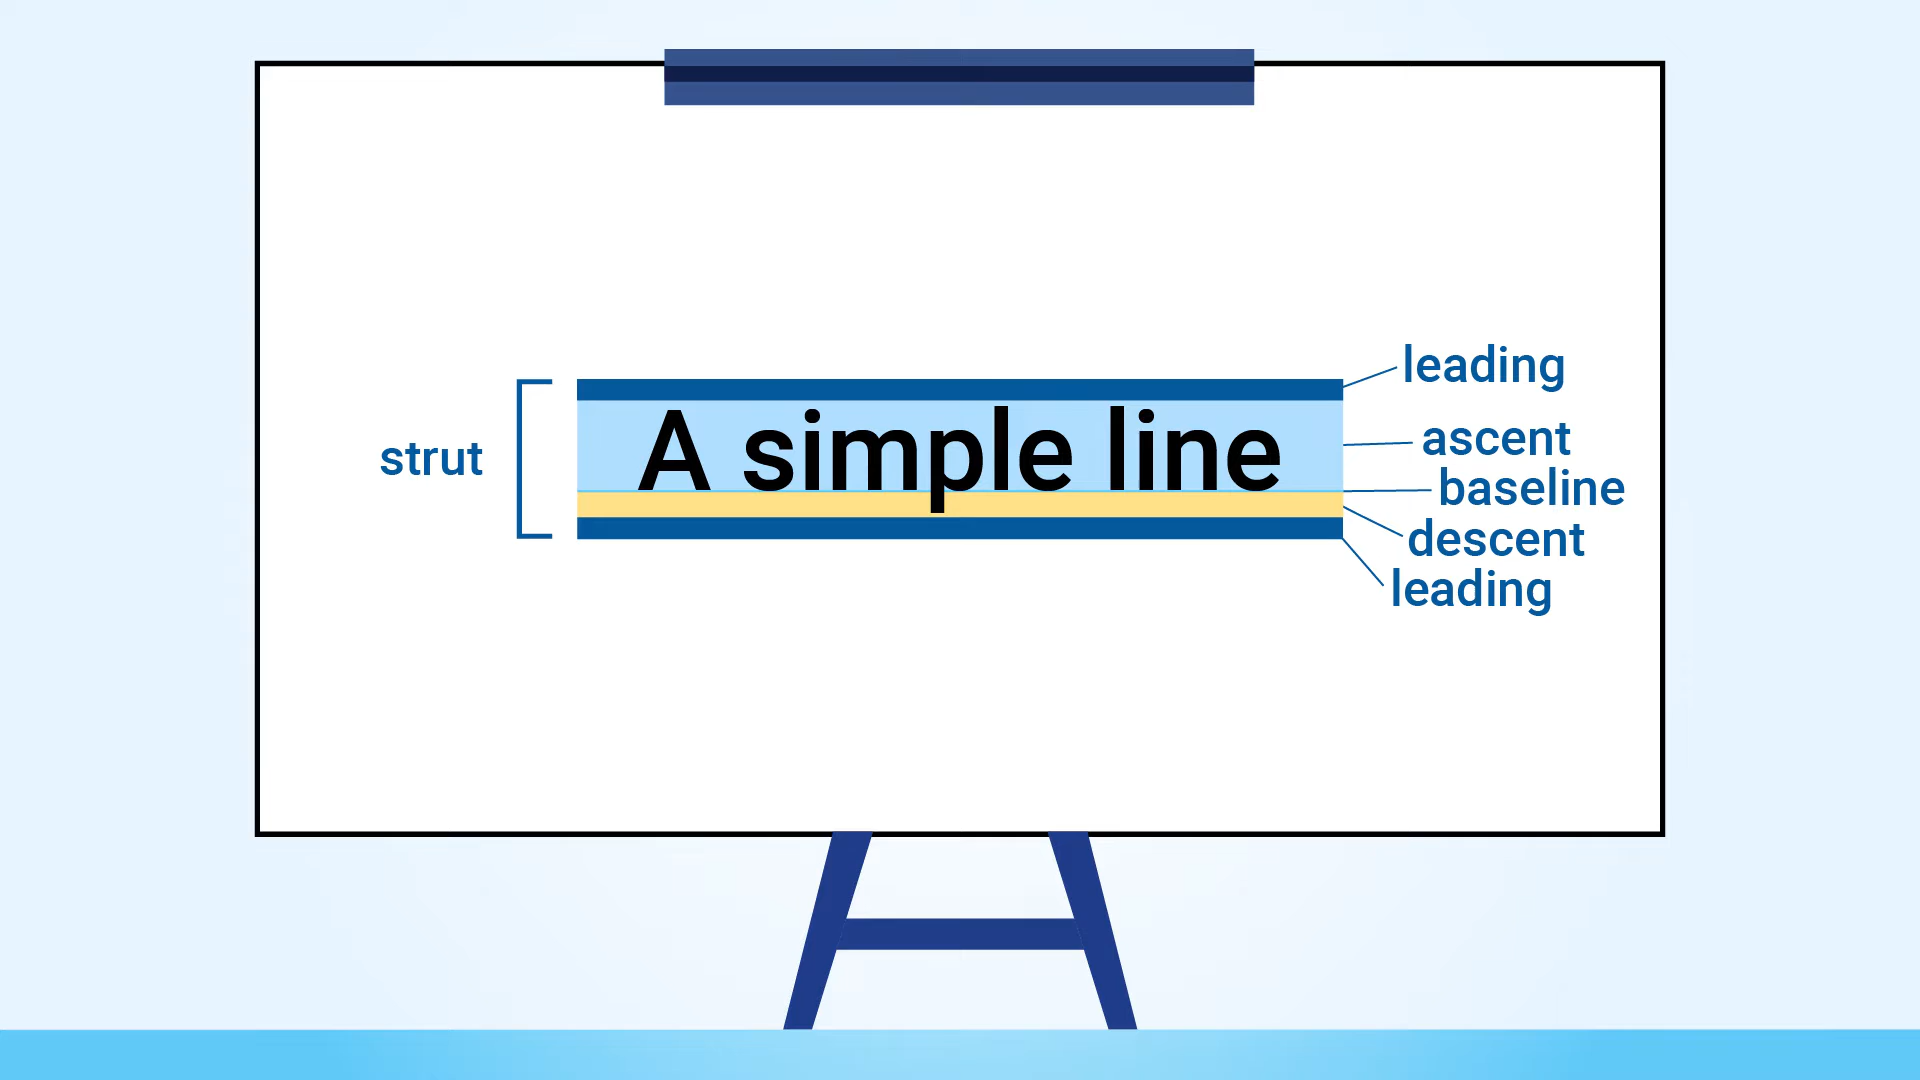 leading
A simple line
strut
ascent
baseline
descent
leading